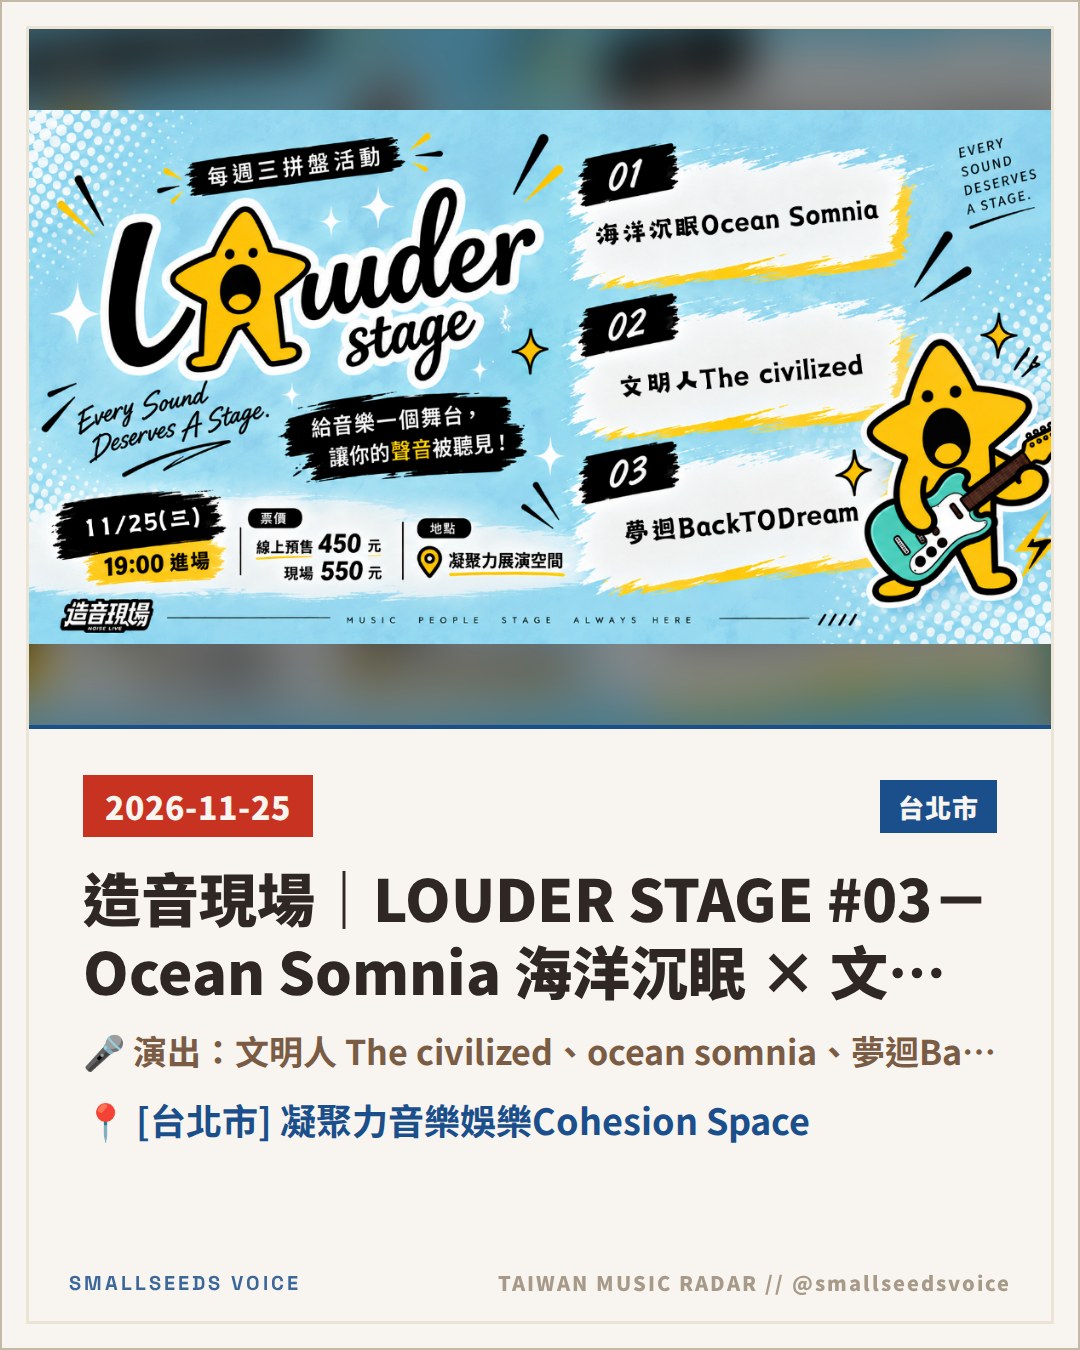 每週三拼盤活動
Louder
stage
Every Sound
Deserves A Stage.
給音樂一個舞台，
讓你的聲音被聽見！
11/25(三)
19:00 進場
票價
線上預售 450 元
現場 550 元
地點
凝聚力展演空間
01
海洋沉眠Ocean Somnia
02
文明人The civilized
03
夢迴BackTODream
EVERY
SOUND
DESERVES
A STAGE.
造音現場
NOISE LIVE
MUSIC PEOPLE STAGE ALWAYS HERE
2026-11-25
台北市
造音現場｜LOUDER STAGE #03－
Ocean Somnia 海洋沉眠 × 文…
🎤 演出：文明人 The civilized、ocean somnia、夢迴Ba…
📍 [台北市] 凝聚力音樂娛樂Cohesion Space
SMALLSEEDS VOICE
TAIWAN MUSIC RADAR // @smallseedsvoice